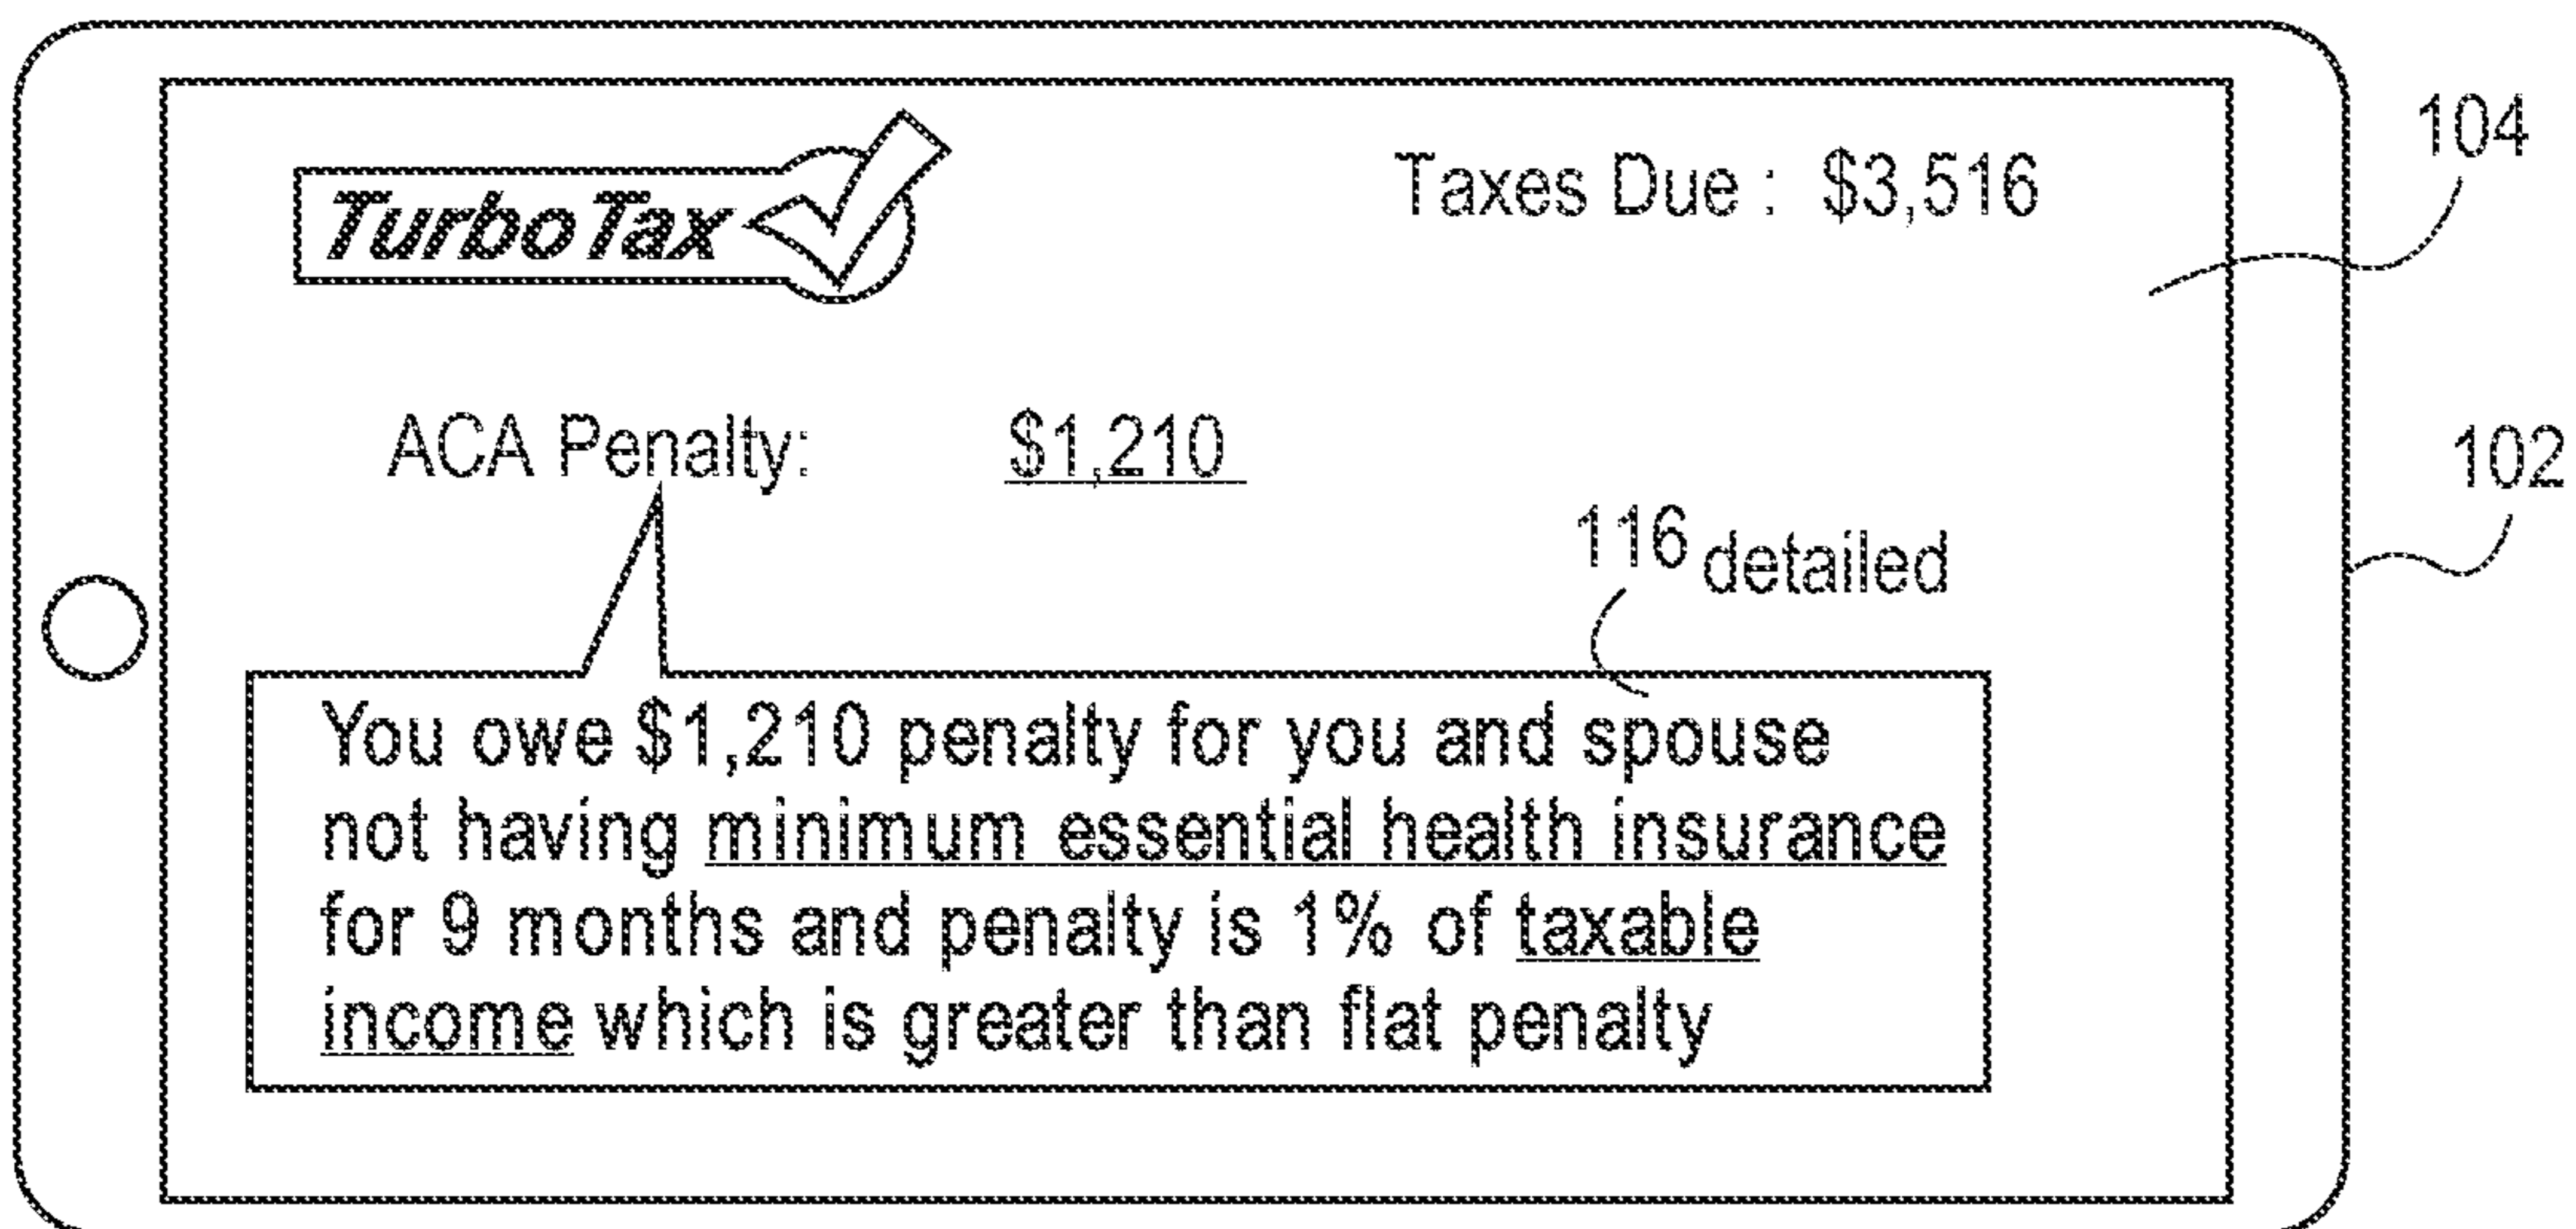 TurboTax
Taxes Due : $3,516
104
ACA Penalty: $1,210
102
116 detailed
You owe $1,210 penalty for you and spouse
not having minimum essential health insurance
for 9 months and penalty is 1% of taxable
income which is greater than flat penalty